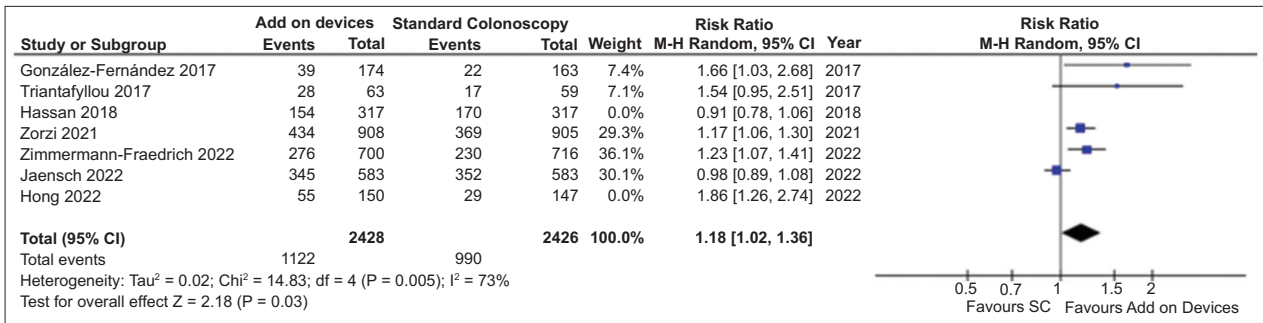 Add on devices Standard Colonoscopy Risk Ratio Risk Ratio
Study or Subgroup Events Total Events Total Weight M-H Random, 95% CI Year M-H Random, 95% CI
González-Fernández 2017 39 174 22 163 7.4% 1.66 [1.03, 2.68] 2017
Triantafyllou 2017 28 63 17 59 7.1% 1.54 [0.95, 2.51] 2017
Hassan 2018 154 317 170 317 0.0% 0.91 [0.78, 1.06] 2018
Zorzi 2021 434 908 369 905 29.3% 1.17 [1.06, 1.30] 2021
Zimmermann-Fraedrich 2022 276 700 230 716 36.1% 1.23 [1.07, 1.41] 2022
Jaensch 2022 345 583 352 583 30.1% 0.98 [0.89, 1.08] 2022
Hong 2022 55 150 29 147 0.0% 1.86 [1.26, 2.74] 2022
Total (95% CI) 2428 2426 100.0% 1.18 [1.02, 1.36]
Total events 1122 990
Heterogeneity: Tau² = 0.02; Chi² = 14.83; df = 4 (P = 0.005); I² = 73%
Test for overall effect Z = 2.18 (P = 0.03)
0.5 0.7 1 1.5 2
Favours SC Favours Add on Devices